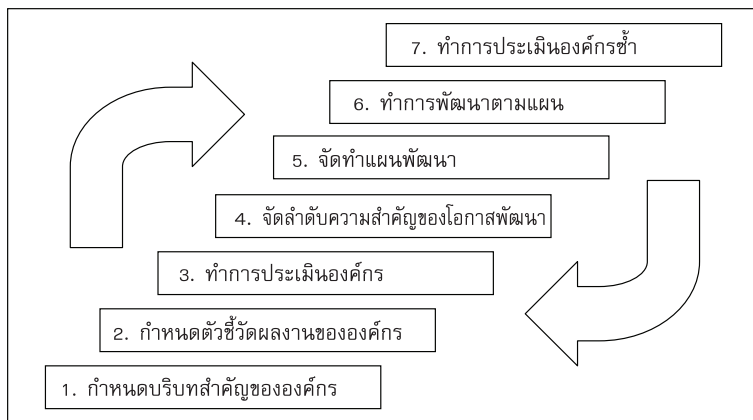 7. ทำการประเมินองค์กรซ้ำ
6. ทำการพัฒนาตามแผน
5. จัดทำแผนพัฒนา
4. จัดลำดับความสำคัญของโอกาสพัฒนา
3. ทำการประเมินองค์กร
2. กำหนดตัวชี้วัดผลงานขององค์กร
1. กำหนดบริบทสำคัญขององค์กร